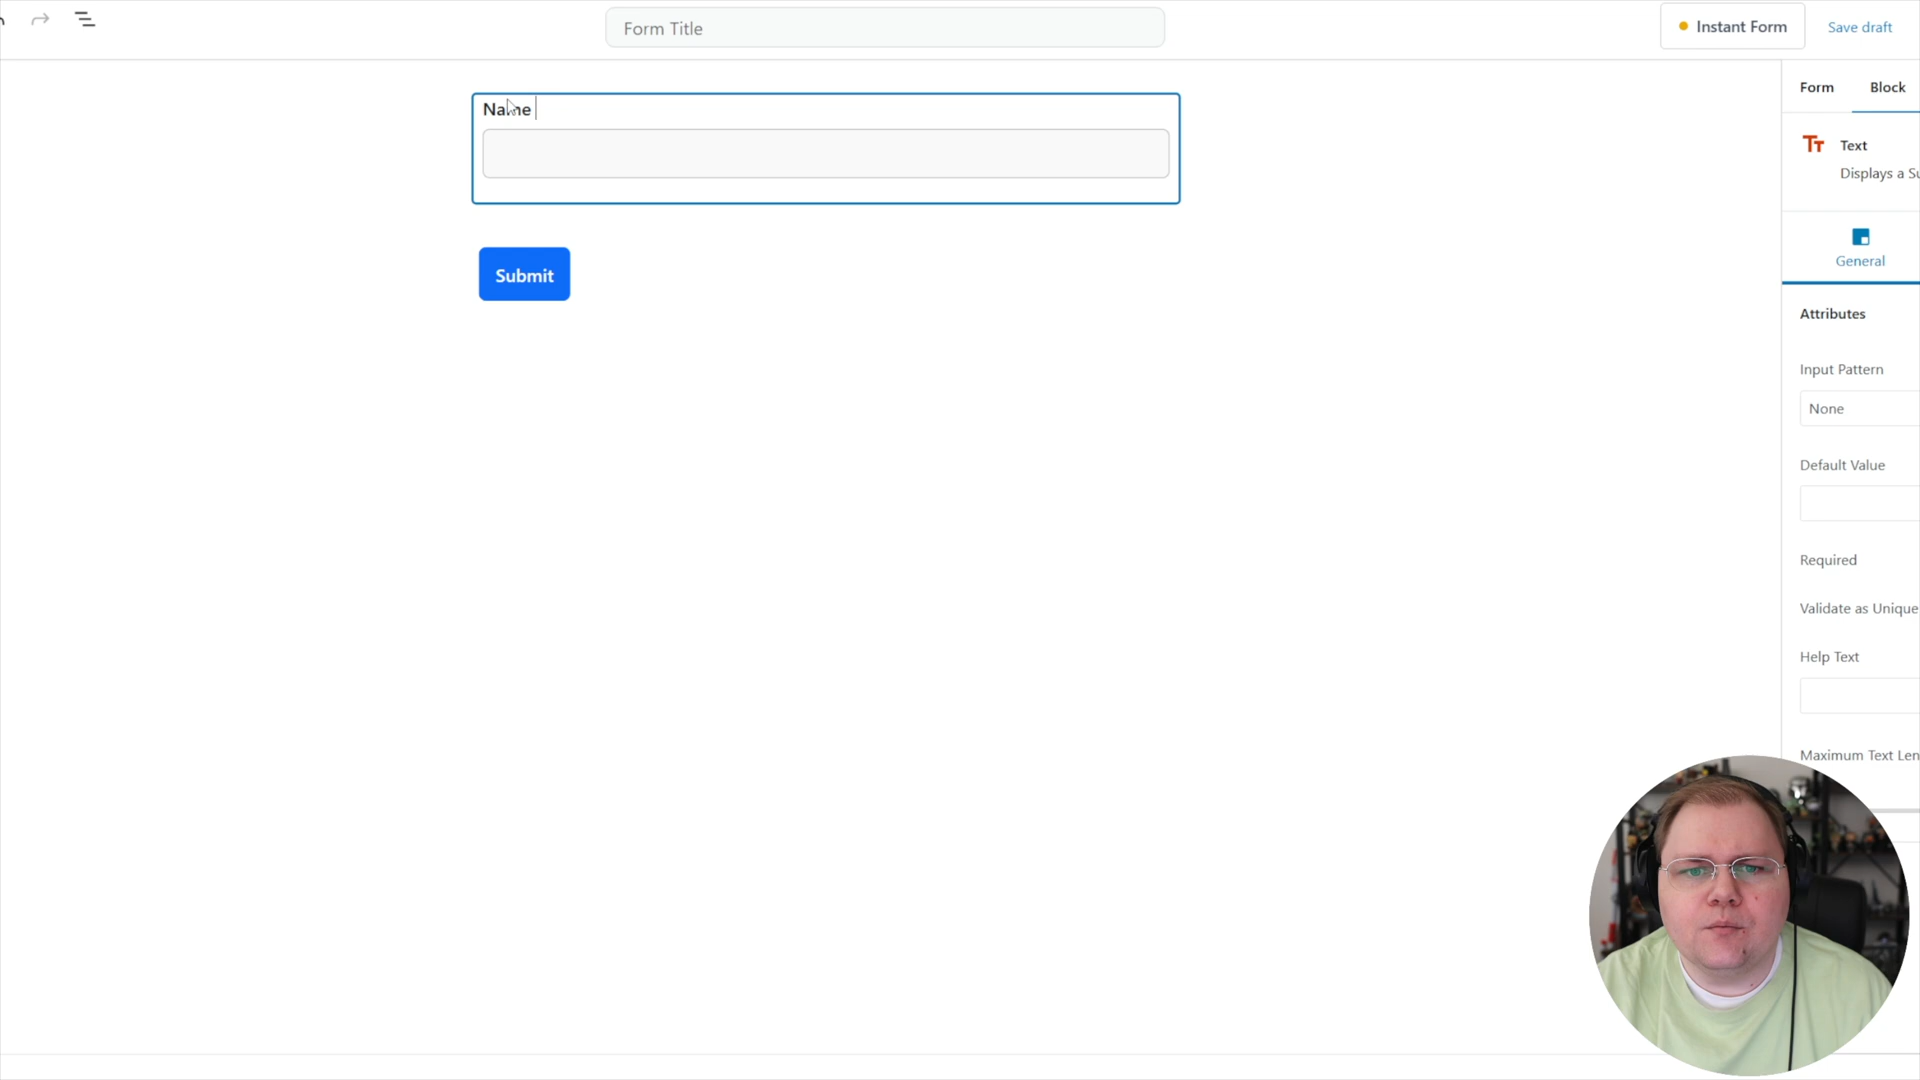 Form Title
Instant Form
Save draft
Form
Block
Name
Text
Displays a Su
Submit
General
Attributes
Input Pattern
None
Default Value
Required
Validate as Unique
Help Text
Maximum Text Len